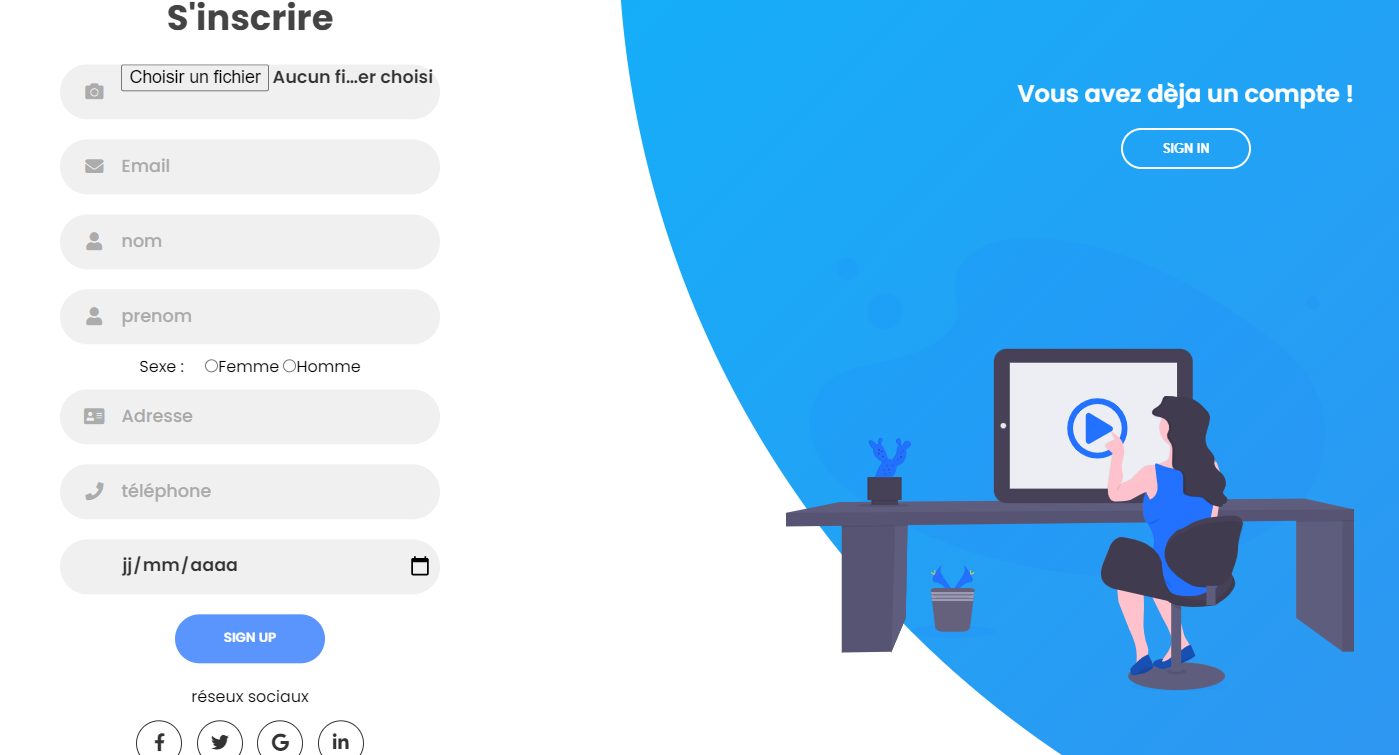 S'inscrire
Choisir un fichier Aucun fi...er choisi
Email
nom
prenom
Sexe : Femme Homme
Adresse
téléphone
jj/mm/aaaa
SIGN UP
réseux sociaux
Vous avez dèja un compte !
SIGN IN